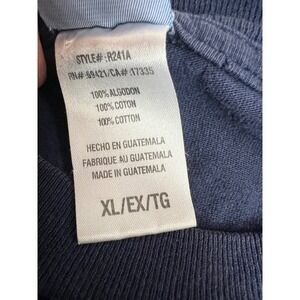 STYLE#:R241A
RN#:99421/CA#:17335
100% ALGODON
100% COTON
100% COTTON
HECHO EN GUATEMALA
FABRIQUE AU GUATEMALA
MADE IN GUATEMALA
XL/EX/TG